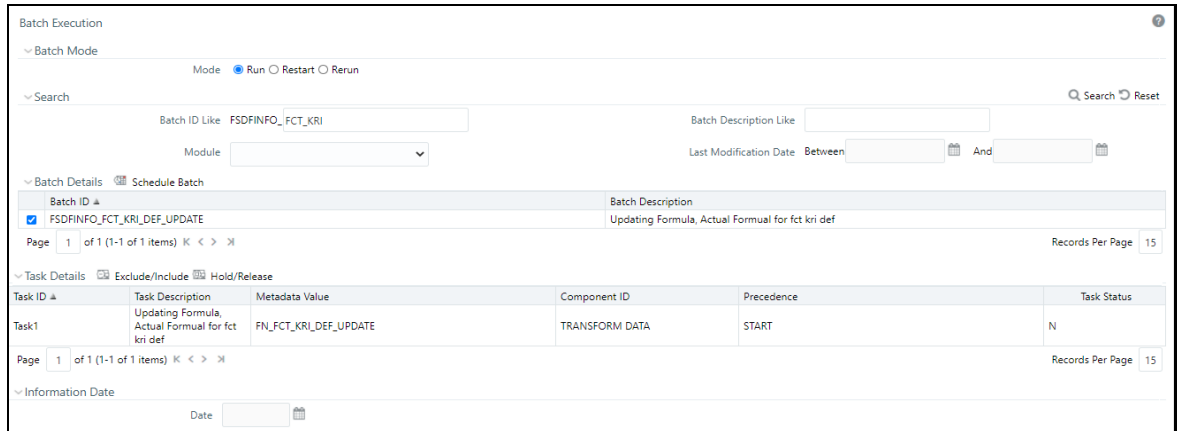 Batch Execution
Batch Mode
Mode Run Restart Rerun
Search Search Reset
Batch ID Like FSDFINFO_ FCT_KRI Batch Description Like
Module Last Modification Date Between And
Batch Details Schedule Batch
Batch ID Batch Description
FSDFINFO_FCT_KRI_DEF_UPDATE Updating Formula, Actual Formual for fct kri def
Page 1 of 1 (1-1 of 1 items) Records Per Page 15
Task Details Exclude/Include Hold/Release
Task ID Task Description Metadata Value Component ID Precedence Task Status
Updating Formula,
Task1 Actual Formual for fct FN_FCT_KRI_DEF_UPDATE TRANSFORM DATA START N
kri def
Page 1 of 1 (1-1 of 1 items) Records Per Page 15
Information Date
Date